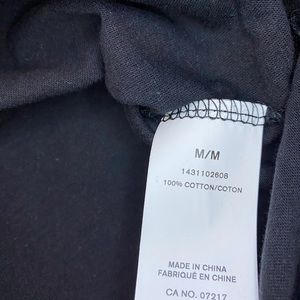 M/M
1431102608
100% COTTON/COTON
MADE IN CHINA
FABRIQUÉ EN CHINE
CA NO. 07217